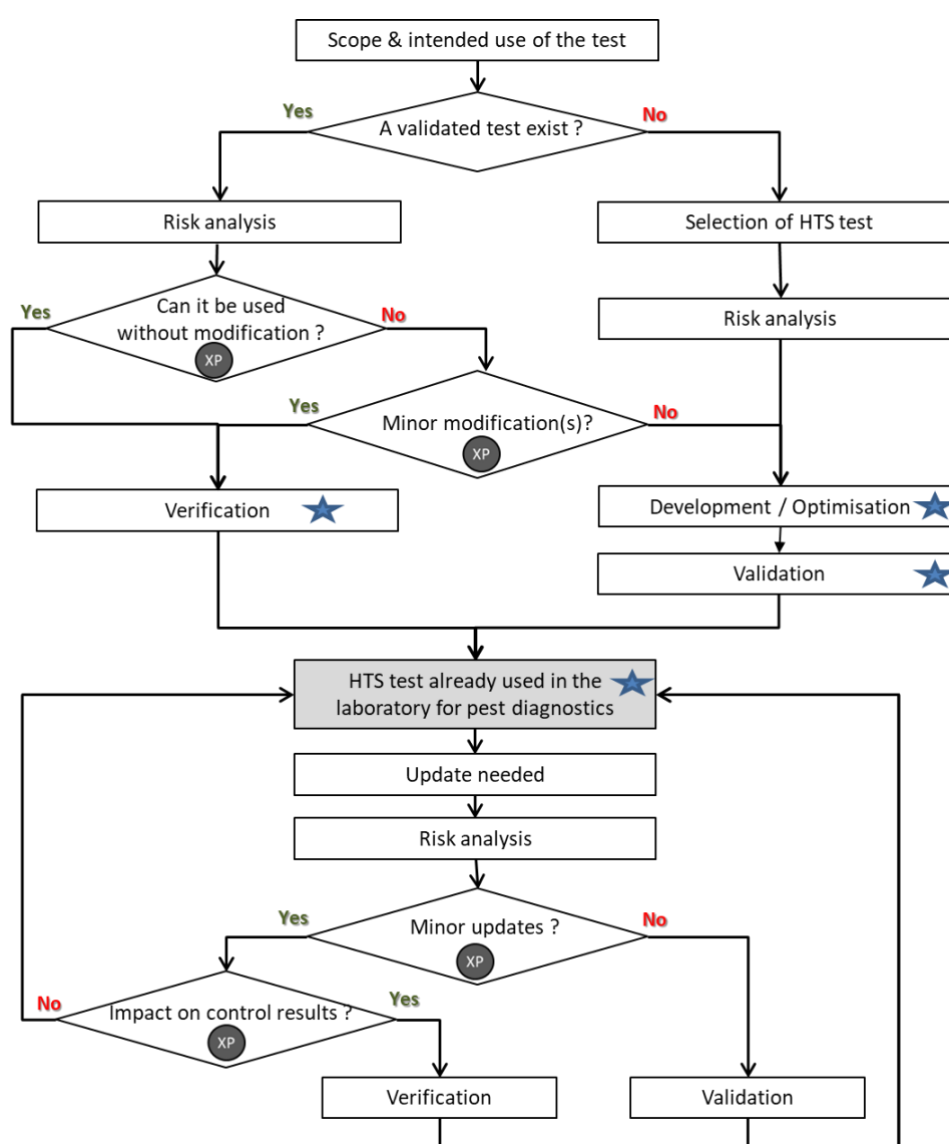 Scope & intended use of the test
Yes
A validated test exist ?
No
Risk analysis
Selection of HTS test
Yes
Can it be used
without modification ?
XP
No
Risk analysis
Yes
Minor modification(s)?
XP
No
Verification
Development / Optimisation
Validation
HTS test already used in the
laboratory for pest diagnostics
Update needed
Risk analysis
Yes
Minor updates ?
XP
No
No
Impact on control results ?
XP
Yes
Verification
Validation